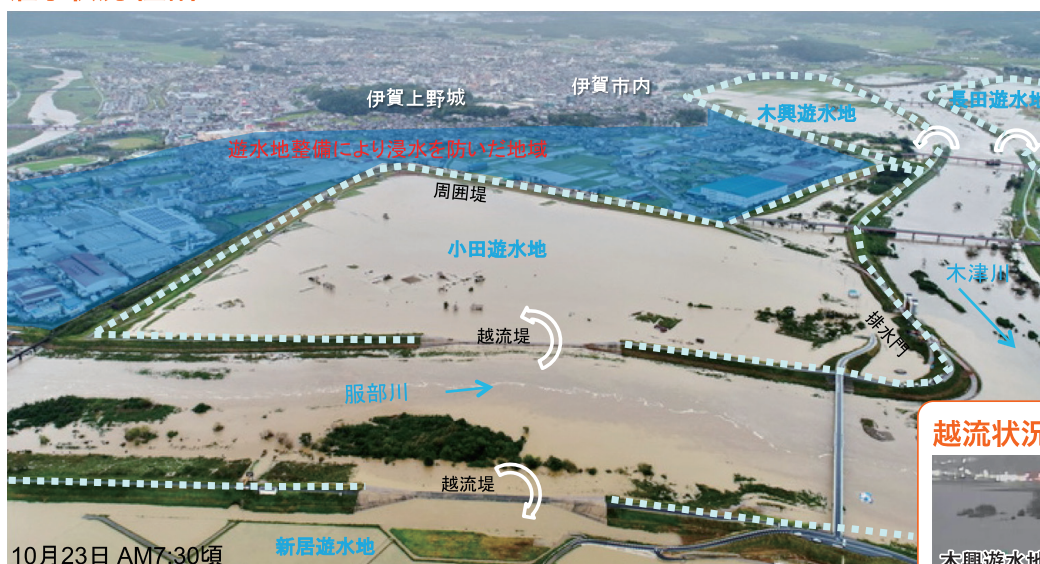 伊賀上野城
伊賀市内
木興遊水地
長田遊水地
遊水地整備により浸水を防いだ地域
周囲堤
小田遊水地
木津川
排水門
越流堤
服部川
越流状況
越流堤
新居遊水地
10月23日 AM7:30頃
木興遊水地